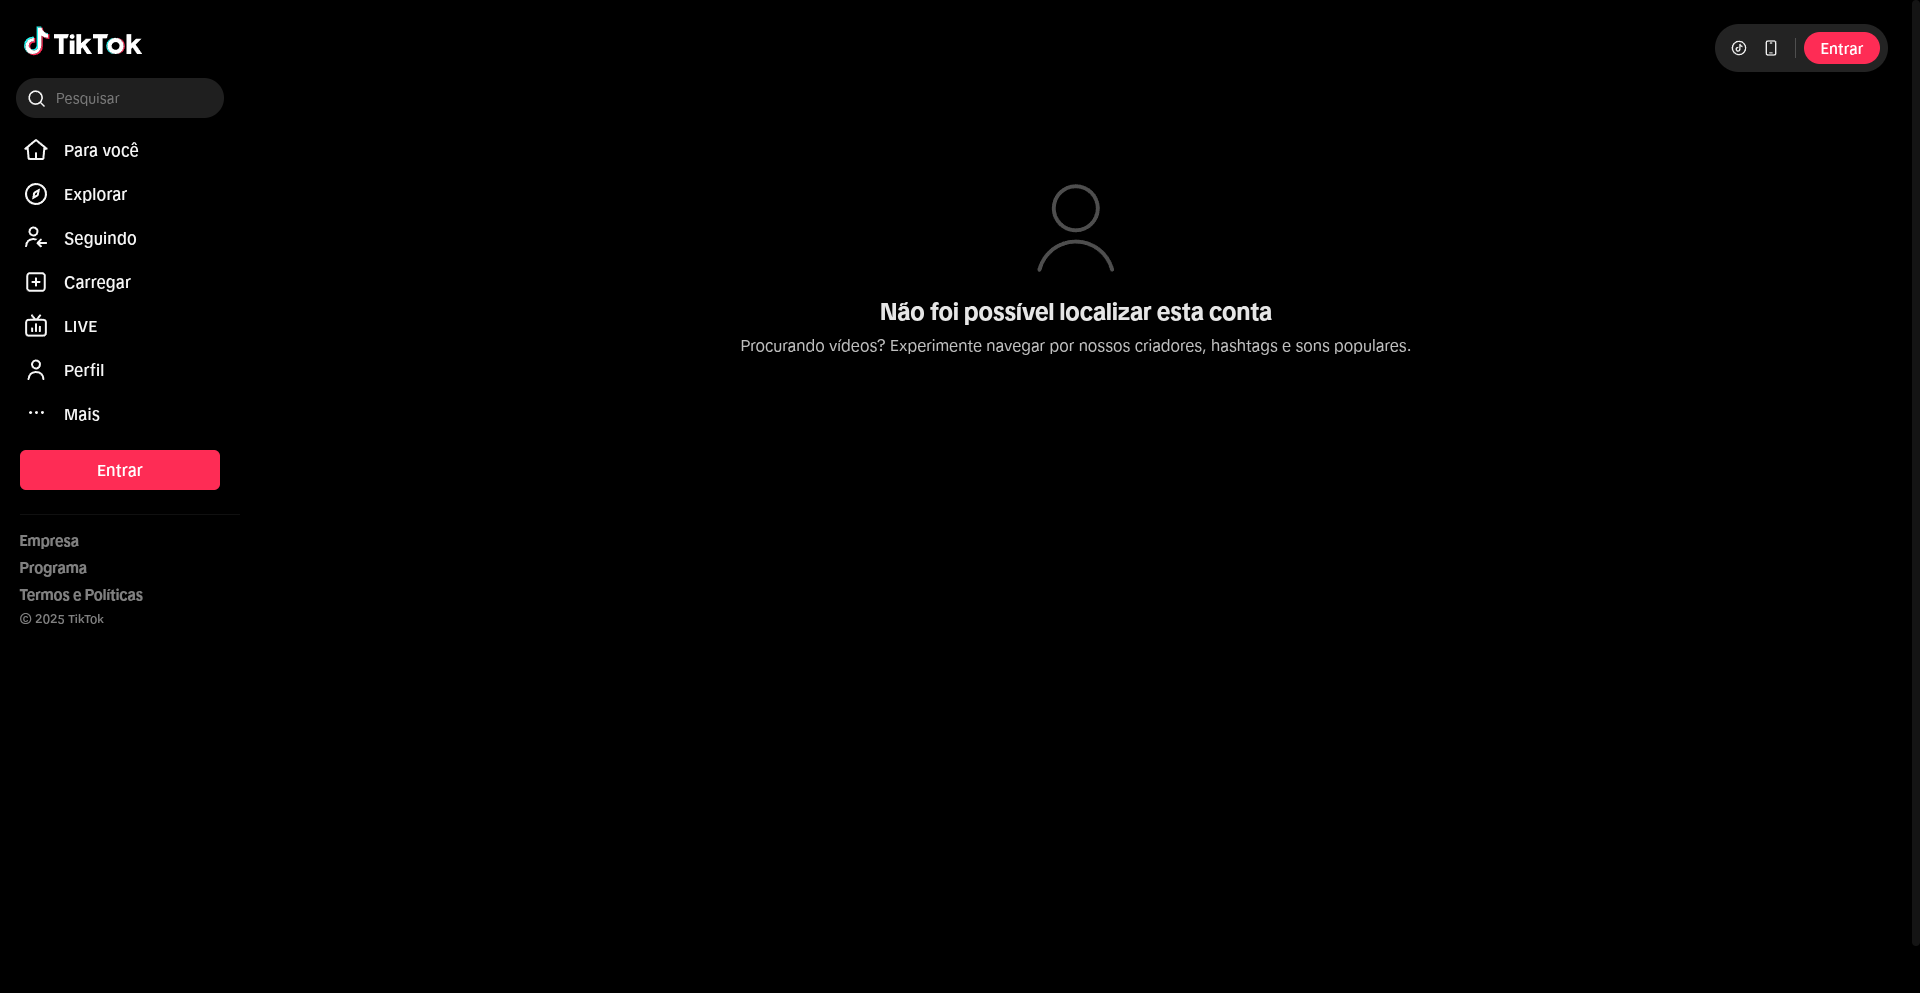 TikTok
Entrar
Pesquisar
Para você
Explorar
Seguindo
Carregar
LIVE
Perfil
Mais
Entrar
Empresa
Programa
Termos e Políticas
© 2025 TikTok
Não foi possível localizar esta conta
Procurando vídeos? Experimente navegar por nossos criadores, hashtags e sons populares.